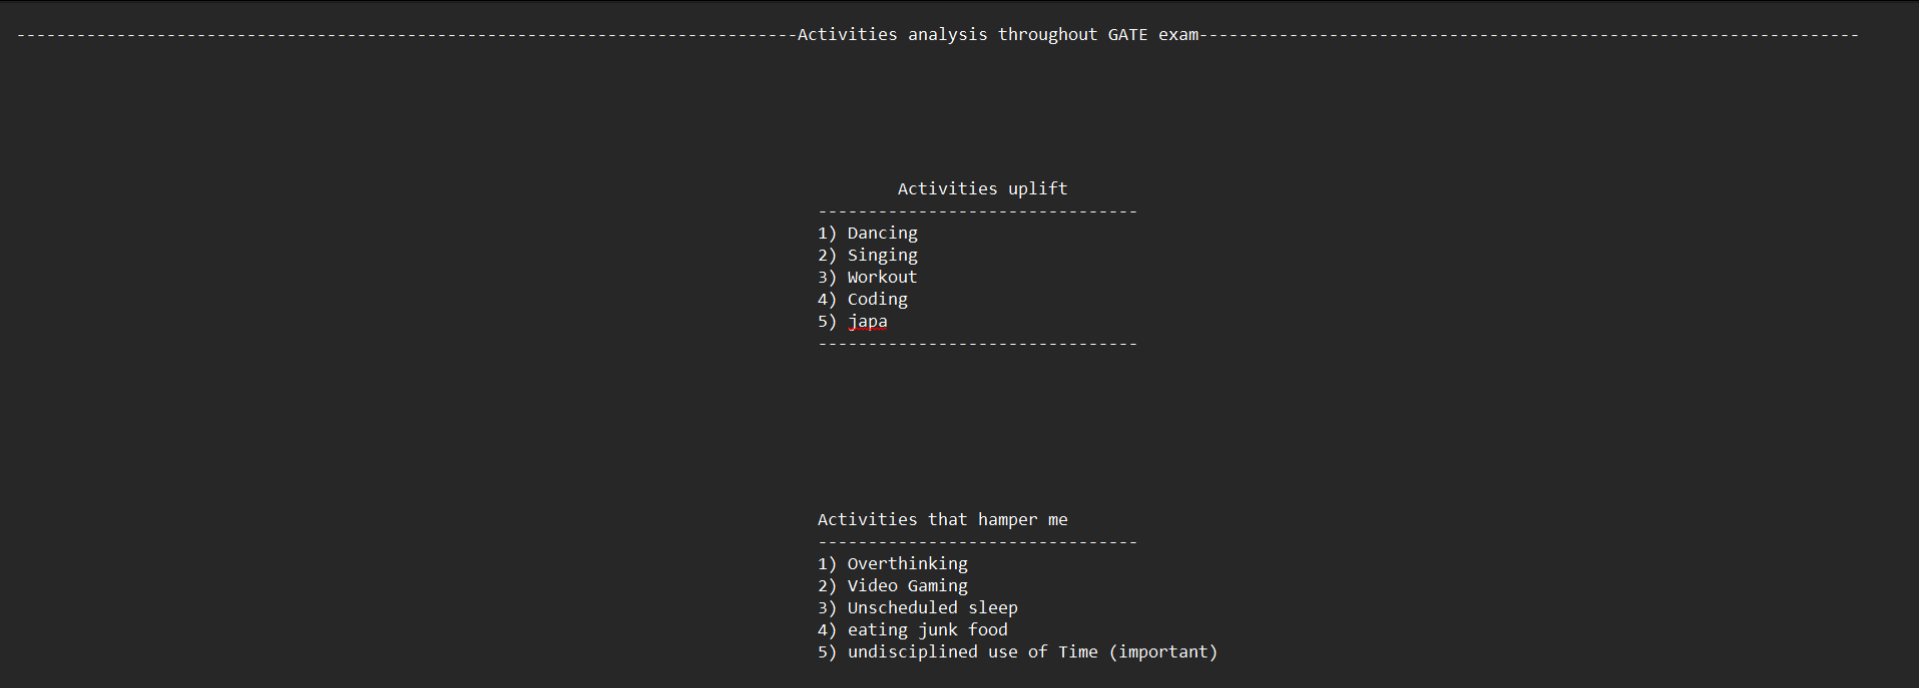 ------------------------------------------------------------------------------Activities analysis throughout GATE exam------------------------------------------------------------------
Activities uplift
--------------------------------
1) Dancing
2) Singing
3) Workout
4) Coding
5) japa
--------------------------------
Activities that hamper me
--------------------------------
1) Overthinking
2) Video Gaming
3) Unscheduled sleep
4) eating junk food
5) undisciplined use of Time (important)